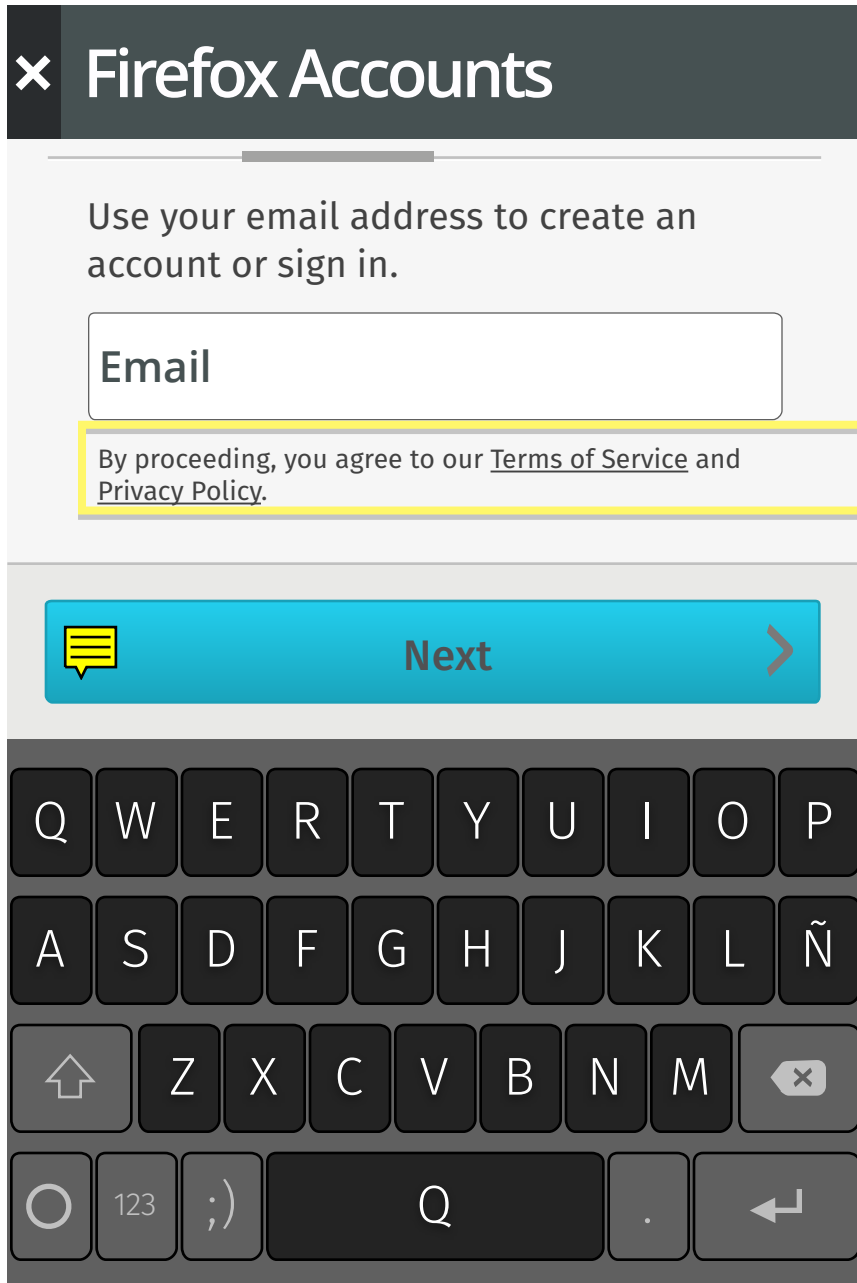 Firefox Accounts
Use your email address to create an
account or sign in.
Email
By proceeding, you agree to our Terms of Service and
Privacy Policy.
Next
Q W E R T Y U I O P
A S D F G H J K L Ñ
Z X C V B N M
123 ;) Q .